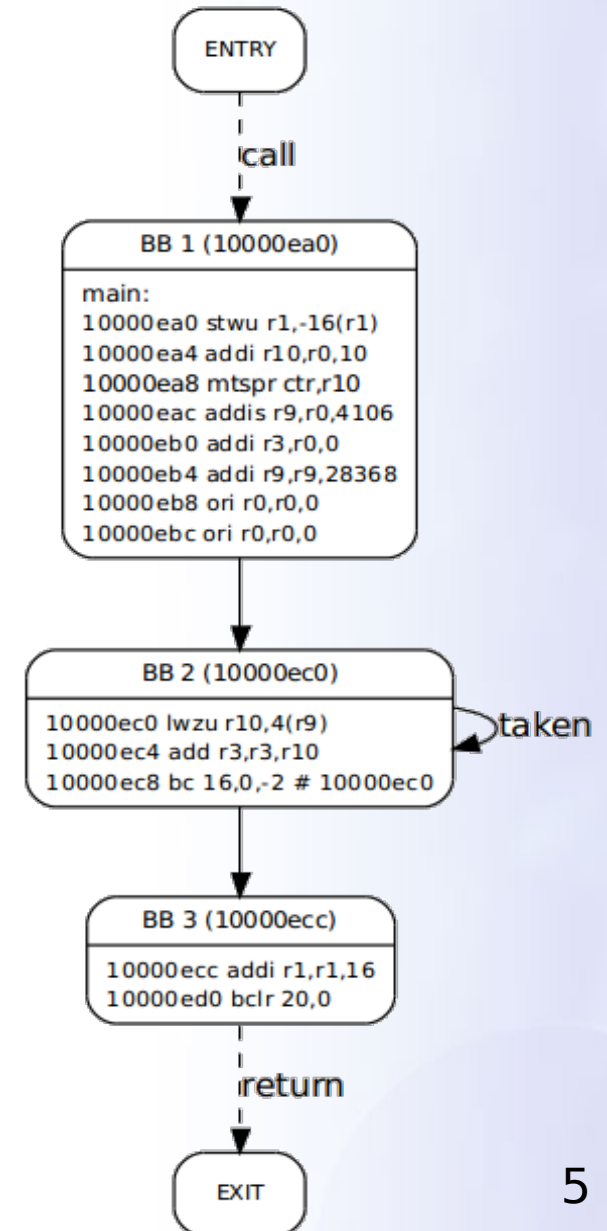 ENTRY
call
BB 1 (10000ea0)
main:
10000ea0 stwu r1,-16(r1)
10000ea4 addi r10,r0,10
10000ea8 mtspr ctr,r10
10000eac addis r9,r0,4106
10000eb0 addi r3,r0,0
10000eb4 addi r9,r9,28368
10000eb8 ori r0,r0,0
10000ebc ori r0,r0,0
BB 2 (10000ec0)
10000ec0 lwzu r10,4(r9)
10000ec4 add r3,r3,r10
10000ec8 bc 16,0,-2 # 10000ec0
taken
BB 3 (10000ecc)
10000ecc addi r1,r1,16
10000ed0 bclr 20,0
return
EXIT
5